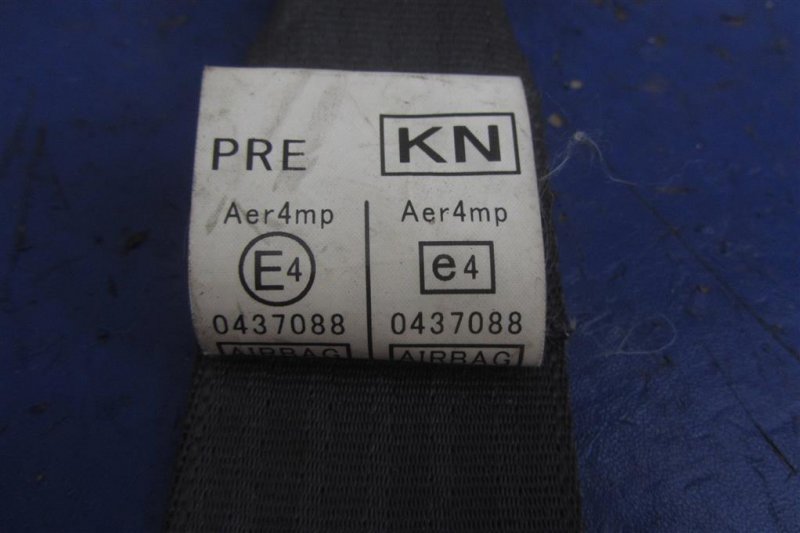 PRE KN
Aer4mp Aer4mp
E4 e4
0437088 0437088
AIRBAG AIRBAG